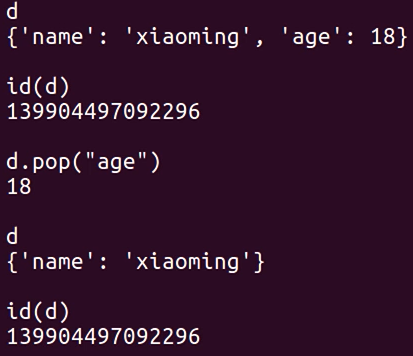 d
{'name': 'xiaoming', 'age': 18}
id(d)
139904497092296
d.pop("age")
18
d
{'name': 'xiaoming'}
id(d)
139904497092296